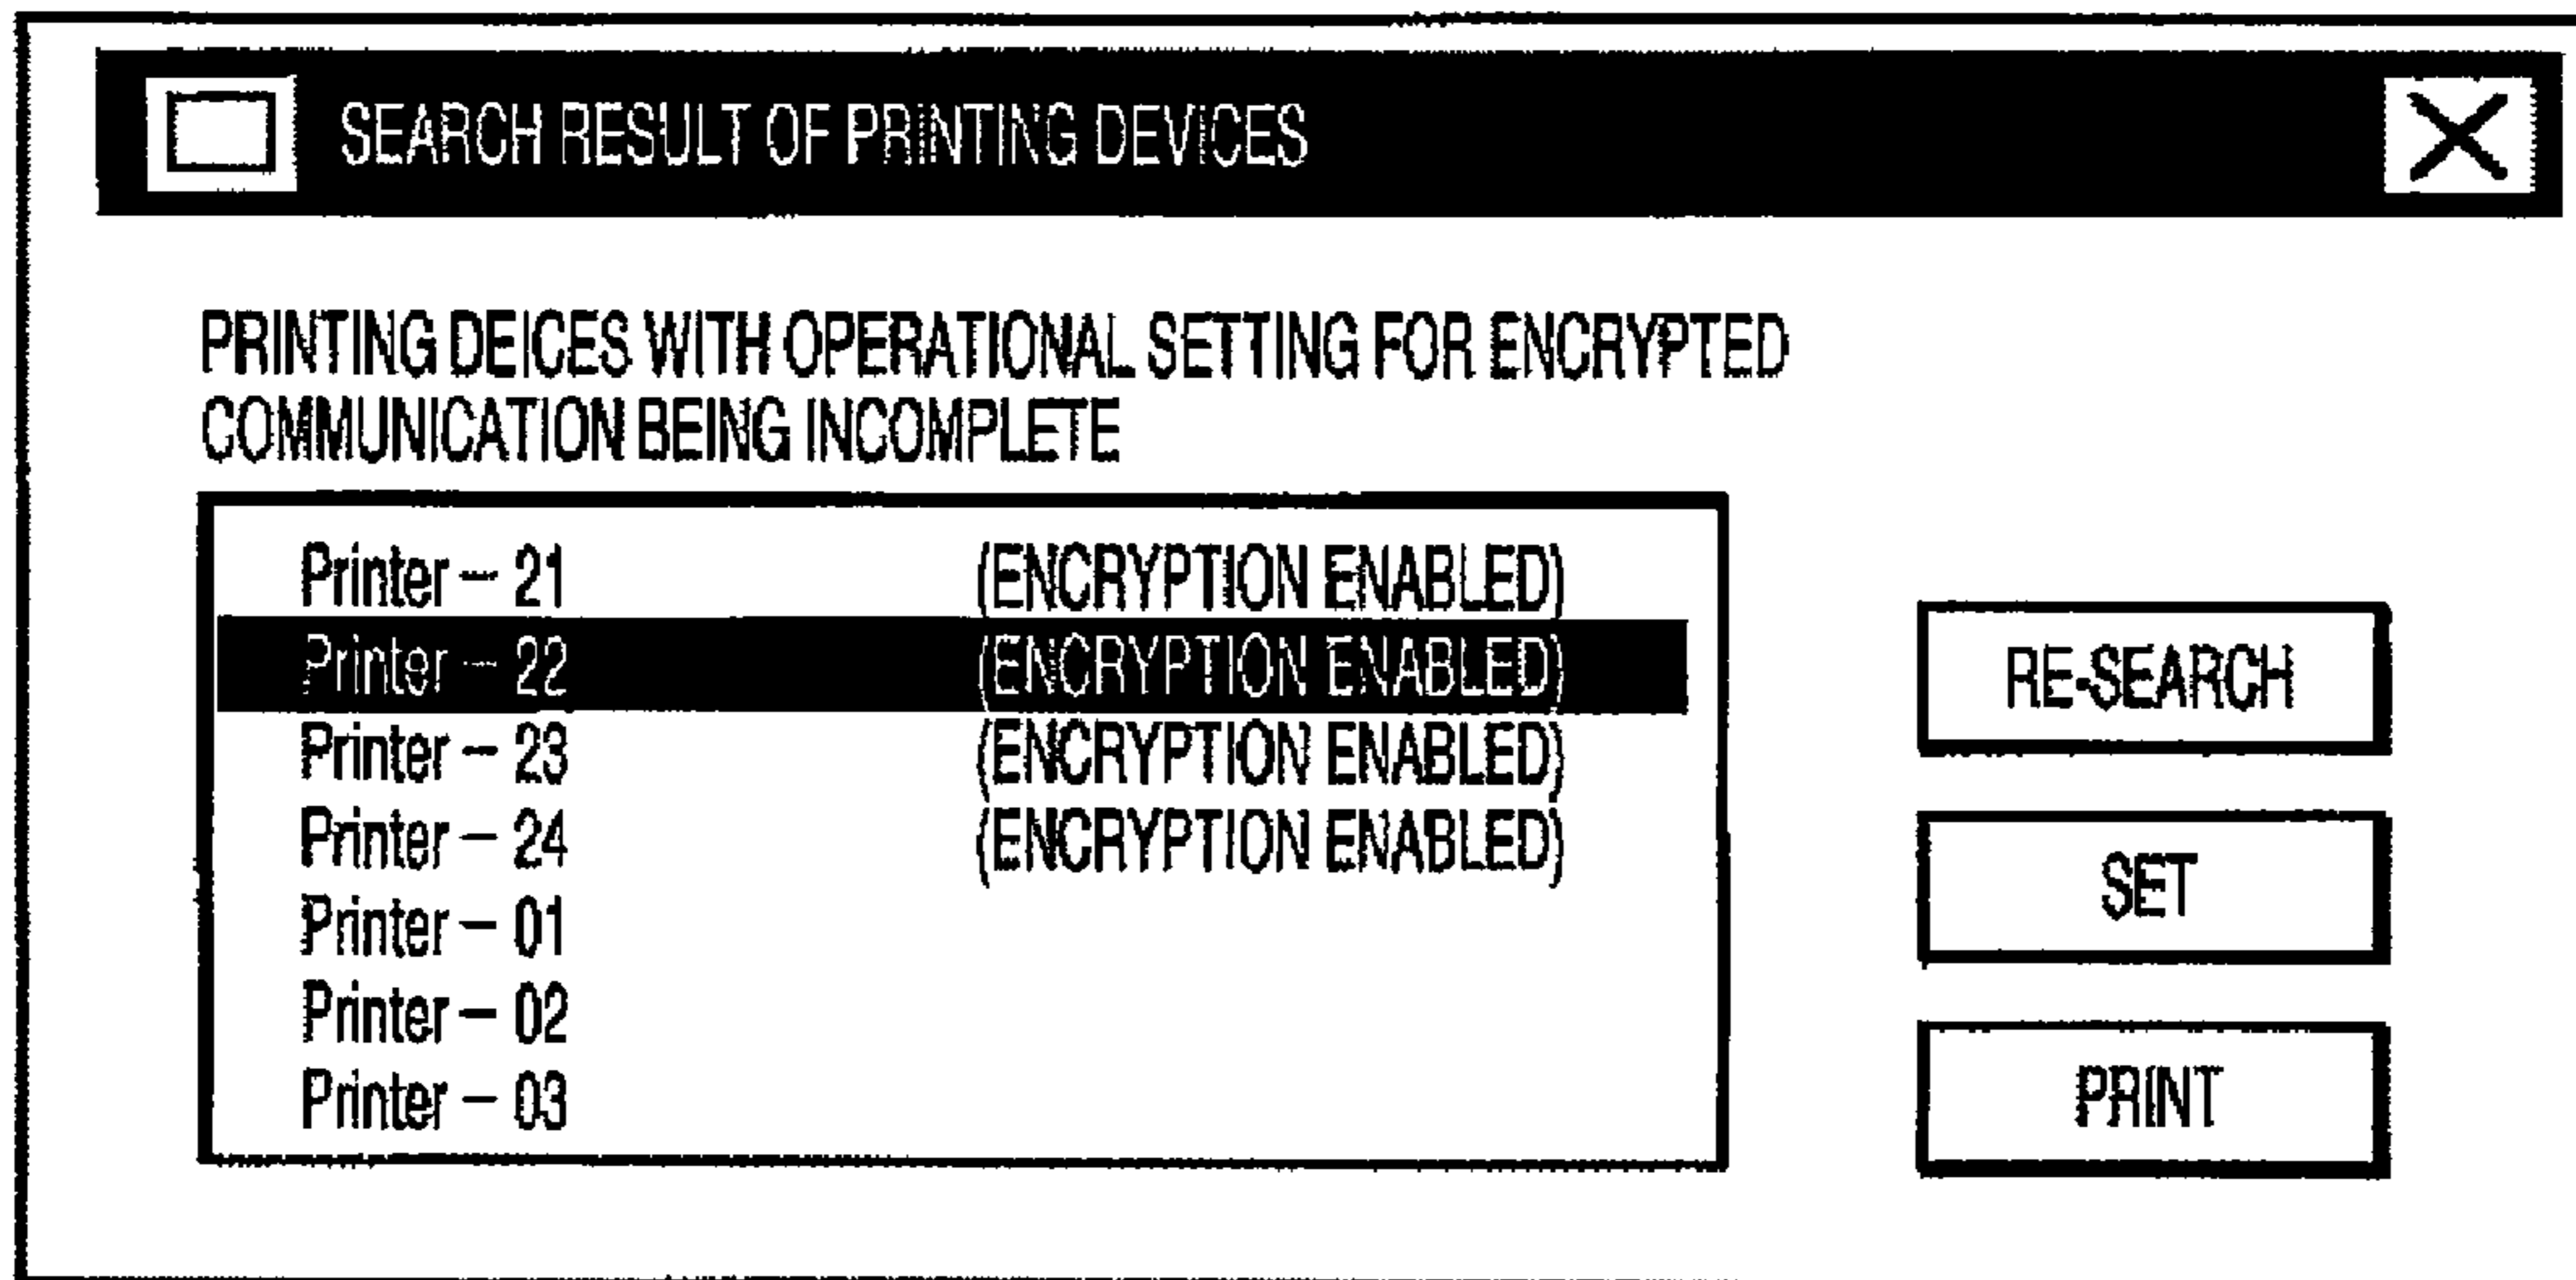 SEARCH RESULT OF PRINTING DEVICES
PRINTING DEICES WITH OPERATIONAL SETTING FOR ENCRYPTED
COMMUNICATION BEING INCOMPLETE
Printer – 21 (ENCRYPTION ENABLED)
Printer – 22 (ENCRYPTION ENABLED)
Printer – 23 (ENCRYPTION ENABLED)
Printer – 24 (ENCRYPTION ENABLED)
Printer – 01
Printer – 02
Printer – 03
RE-SEARCH
SET
PRINT